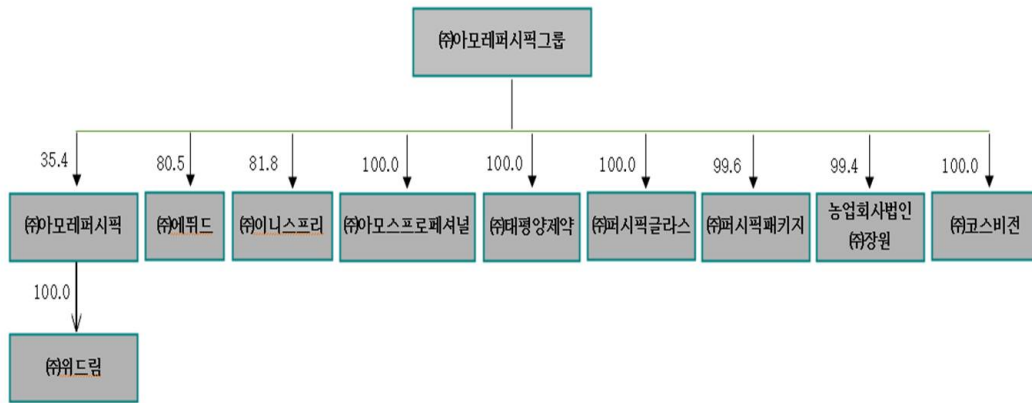 ㈜아모레퍼시픽그룹
35.4
80.5
81.8
100.0
100.0
100.0
99.6
99.4
100.0
㈜아모레퍼시픽
㈜에뛰드
㈜이니스프리
㈜아모스프로페셔널
㈜태평양제약
㈜퍼시픽글라스
㈜퍼시픽패키지
농업회사법인
㈜장원
㈜코스비전
100.0
㈜위드림